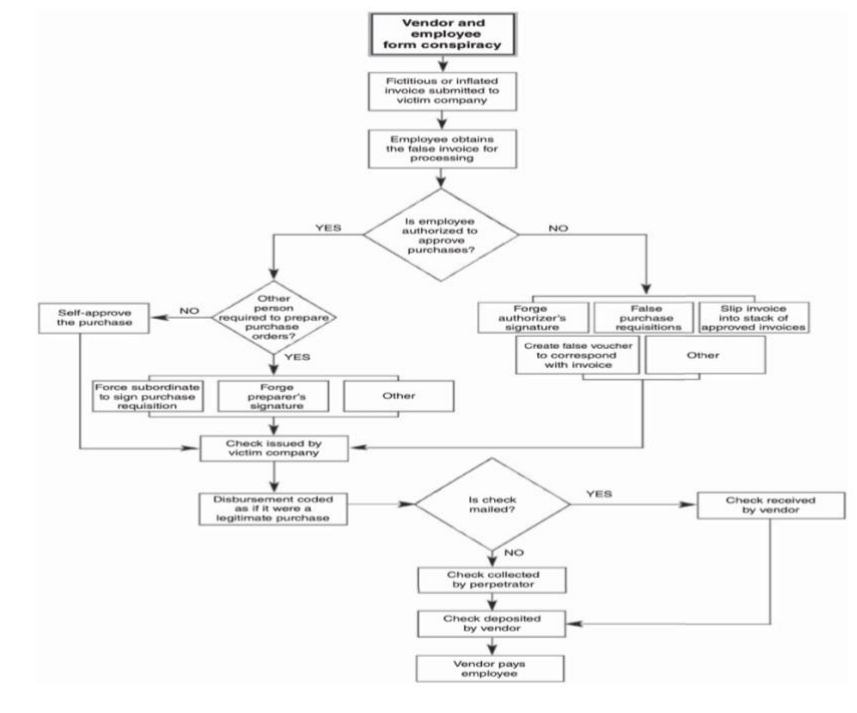 Vendor and
employee
form conspiracy
Fictitious or inflated
invoice submitted to
victim company
Employee obtains
the false invoice for
processing
Is employee
authorized to
approve
purchases?
YES
NO
Other
person
required to prepare
purchase
orders?
NO
Self-approve
the purchase
YES
Force subordinate
to sign purchase
requisition
Forge
preparer's
signature
Other
Forge
authorizer's
signature
False
purchase
requisitions
Slip invoice
into stack of
approved invoices
Create false voucher
to correspond
with invoice
Other
Check issued by
victim company
Disbursement coded
as if it were a
legitimate purchase
Is check
mailed?
YES
Check received
by vendor
NO
Check collected
by perpetrator
Check deposited
by vendor
Vendor pays
employee